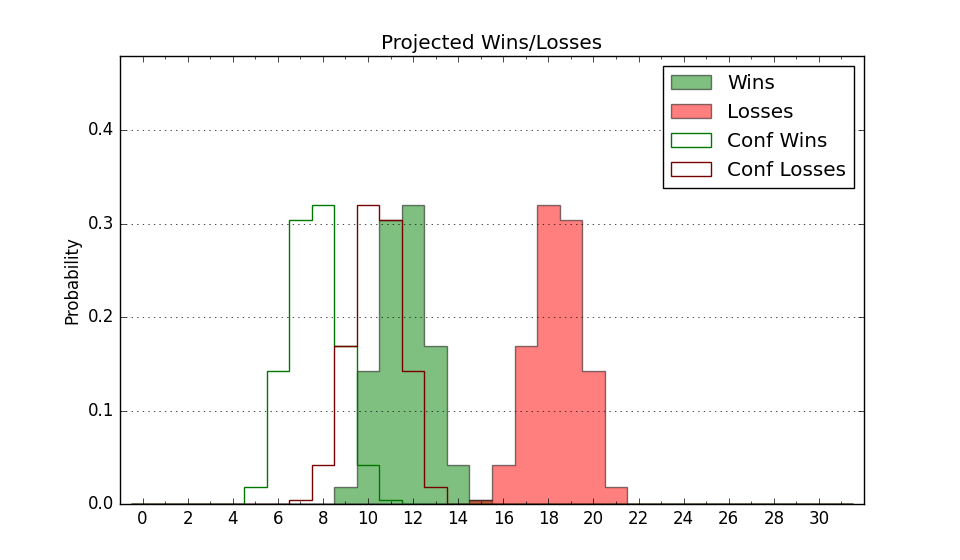 Projected Wins/Losses
Wins
Losses
Conf Wins
Conf Losses
Probability
0.4
0.3
0.2
0.1
0.0
0 2 4 6 8 10 12 14 16 18 20 22 24 26 28 30